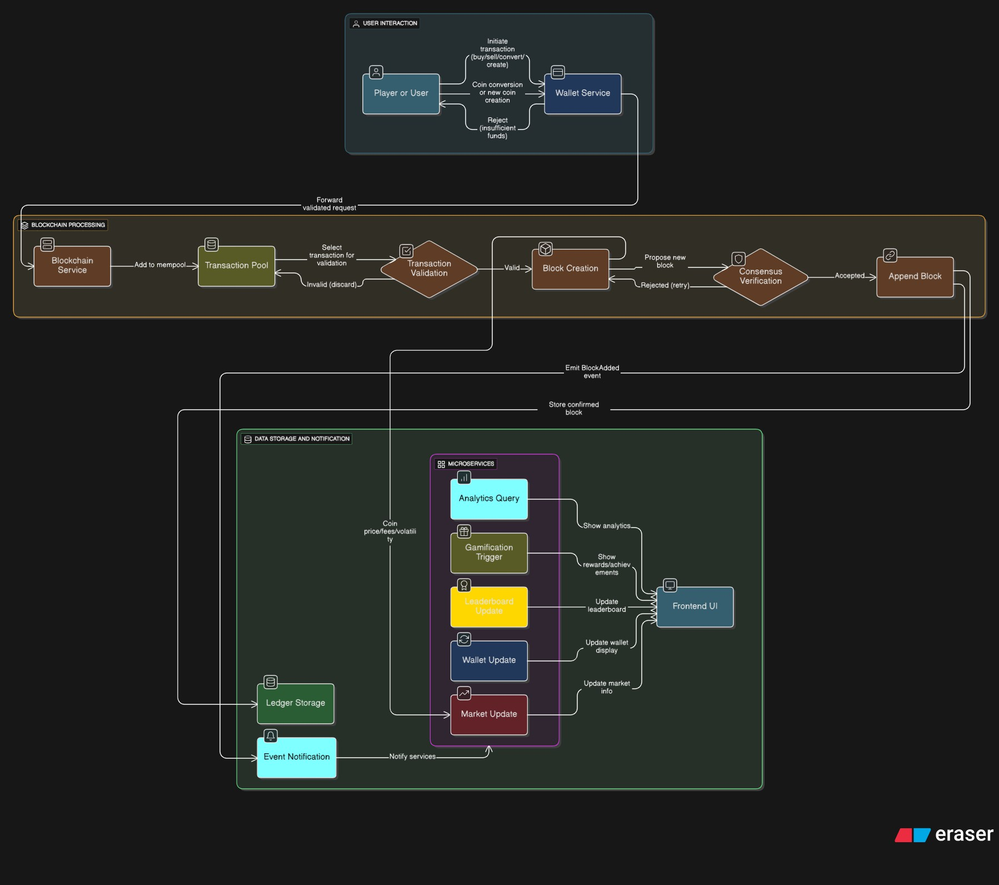 USER INTERACTION
Initiate
transaction
(buy/sell/convert/
create)
Player or User
Coin conversion
or new coin
creation
Wallet Service
Reject
(insufficient
funds)
Forward
validated request
BLOCKCHAIN PROCESSING
Blockchain
Service
Add to mempool
Transaction Pool
Select
transaction for
validation
Invalid (discard)
Transaction
Validation
Valid
Block Creation
Propose new
block
Rejected (retry)
Consensus
Verification
Accepted
Append Block
Emit BlockAdded
event
Store confirmed
block
DATA STORAGE AND NOTIFICATION
MICROSERVICES
Analytics Query
Show analytics
Coin
price/fees/volatili
ty
Gamification
Trigger
Show
rewards/achiev
ements
Leaderboard
Update
Update
leaderboard
Frontend UI
Wallet Update
Update wallet
display
Update market
info
Ledger Storage
Market Update
Event Notification
Notify services
eraser